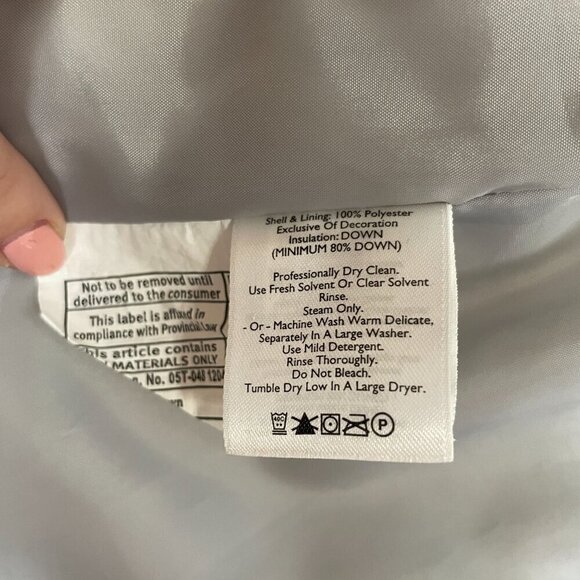 Not to be removed until
delivered to the consumer
This label is affixed in
compliance with Provincial Law
This article contains
MATERIALS ONLY
No. 05T-048 1204
Shell & Lining: 100% Polyester
Exclusive Of Decoration
Insulation: DOWN
(MINIMUM 80% DOWN)
Professionally Dry Clean.
Use Fresh Solvent Or Clear Solvent
Rinse.
Steam Only.
- Or - Machine Wash Warm Delicate,
Separately In A Large Washer.
Use Mild Detergent.
Rinse Thoroughly.
Do Not Bleach.
Tumble Dry Low In A Large Dryer.
40C
P